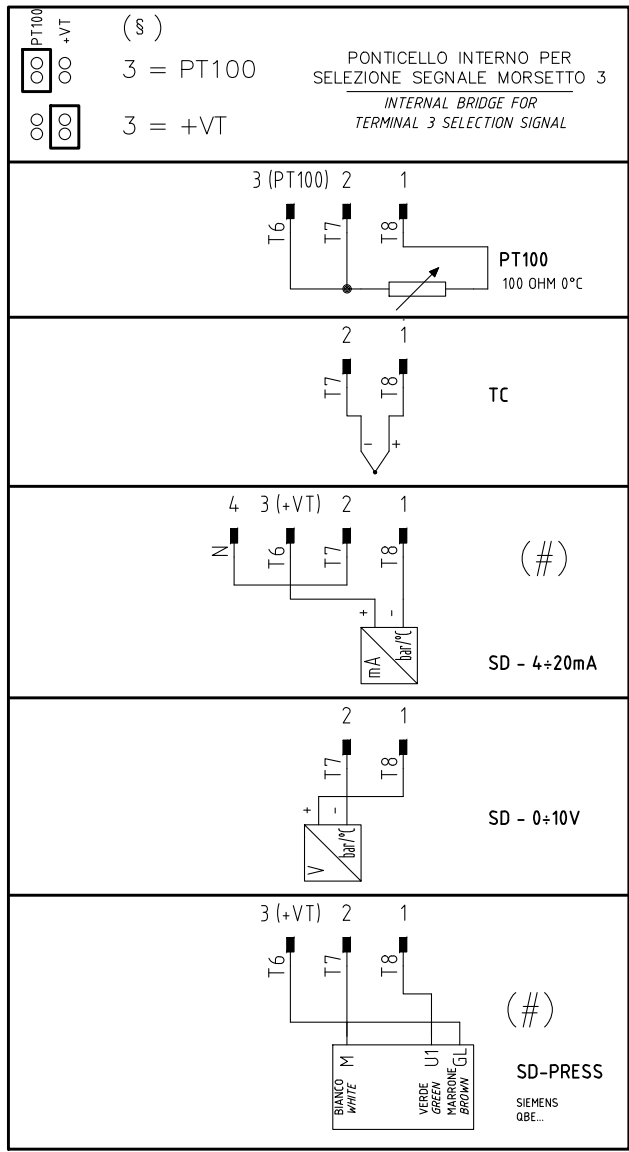 PT100
+VT
(§)
3 = PT100
3 = +VT
PONTICELLO INTERNO PER
SELEZIONE SEGNALE MORSETTO 3
INTERNAL BRIDGE FOR
TERMINAL 3 SELECTION SIGNAL
3 (PT100) 2 1
T6 T7 T8
PT100
100 OHM 0°C
2 1
T7 T8
TC
- +
4 3 (+VT) 2 1
N T6 T7 T8
(#)
+ -
mA bar/°C
SD - 4÷20mA
2 1
T7 T8
+ -
V bar/°C
SD - 0÷10V
3 (+VT) 2 1
T6 T7 T8
(#)
M U1 GL
BIANCO
WHITE
VERDE
GREEN
MARRONE
BROWN
SD-PRESS
SIEMENS
QBE...